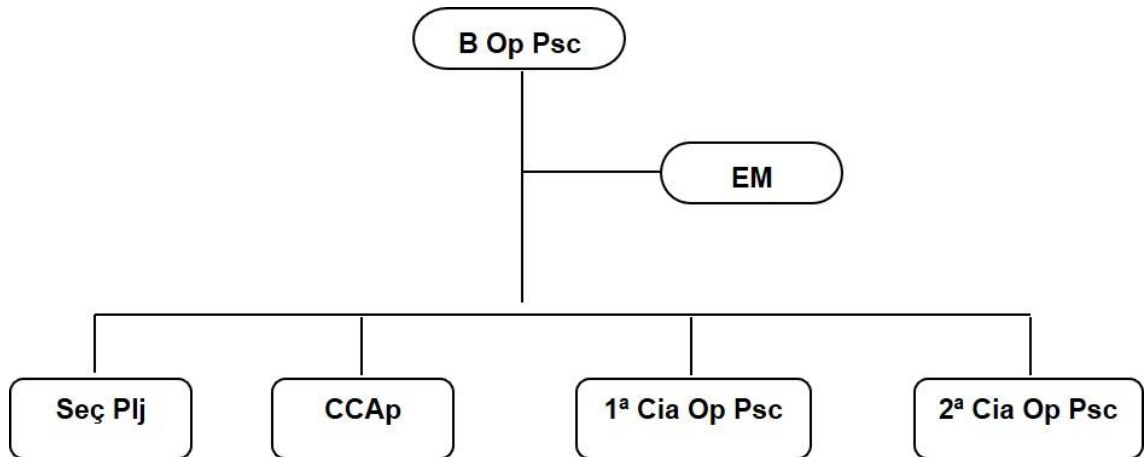 B Op Psc
EM
Seç Plj
CCAp
1ª Cia Op Psc
2ª Cia Op Psc